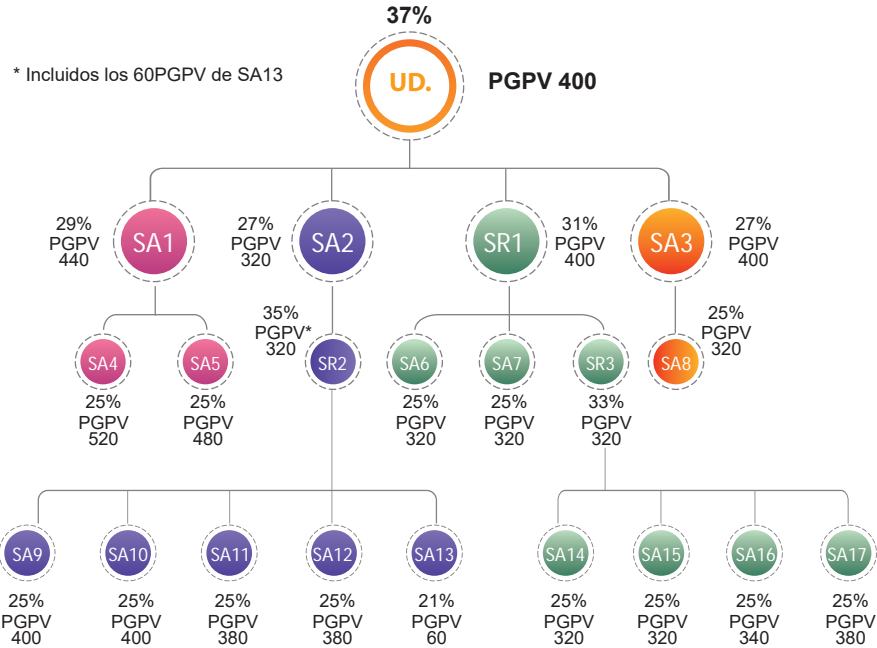 37%
* Incluidos los 60PGPV de SA13
UD.
PGPV 400
29%
PGPV
440
SA1
27%
PGPV
320
SA2
SR1
31%
PGPV
400
SA3
27%
PGPV
400
SA4
25%
PGPV
520
SA5
25%
PGPV
480
35%
PGPV*
320
SR2
SA6
25%
PGPV
320
SA7
25%
PGPV
320
SR3
33%
PGPV
320
SA8
25%
PGPV
320
SA9
25%
PGPV
400
SA10
25%
PGPV
400
SA11
25%
PGPV
380
SA12
25%
PGPV
380
SA13
21%
PGPV
60
SA14
25%
PGPV
320
SA15
25%
PGPV
320
SA16
25%
PGPV
340
SA17
25%
PGPV
380